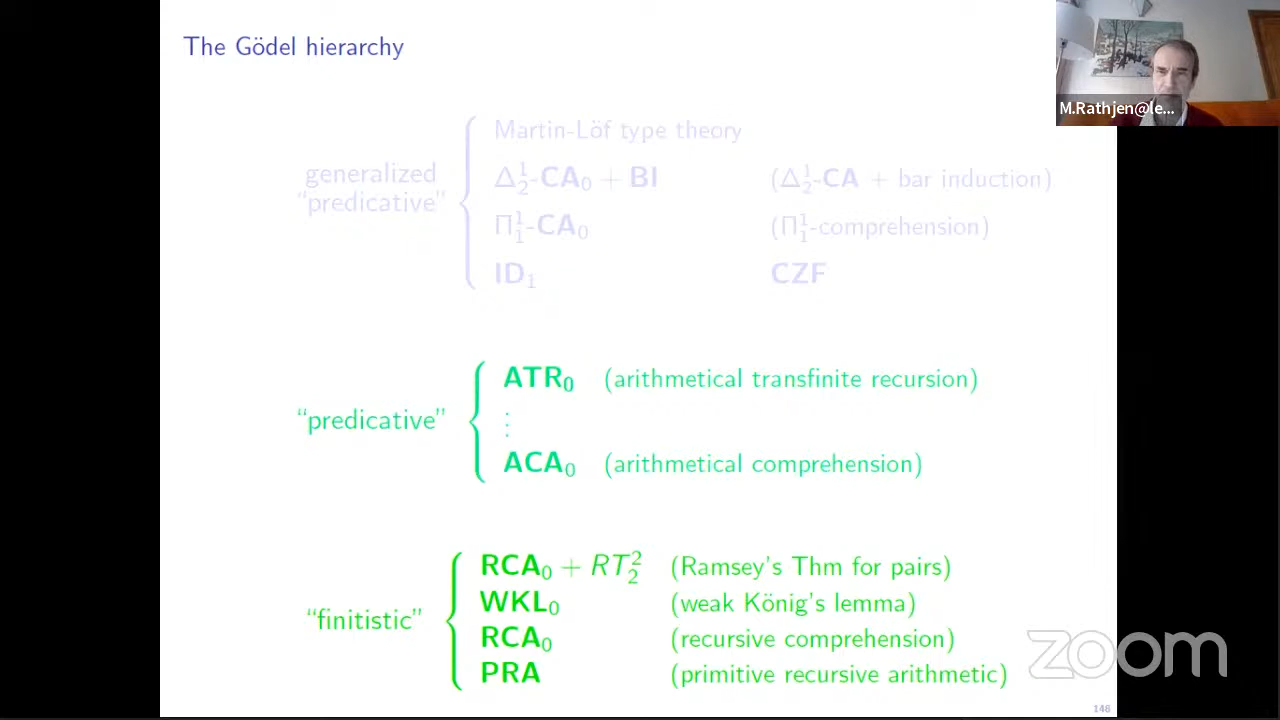 The Gödel hierarchy
M.Rathjen@le...
Martin-Löf type theory
generalized
Δ¹₂-CA₀ + BI (Δ¹₂-CA + bar induction)
“predicative”
Π¹₁-CA₀ (Π¹₁-comprehension)
ID₁ CZF
ATR₀ (arithmetical transfinite recursion)
“predicative”
⋮
ACA₀ (arithmetical comprehension)
RCA₀ + RT²₂ (Ramsey's Thm for pairs)
WKL₀ (weak König's lemma)
“finitistic”
RCA₀ (recursive comprehension)
PRA (primitive recursive arithmetic)
zoom
146